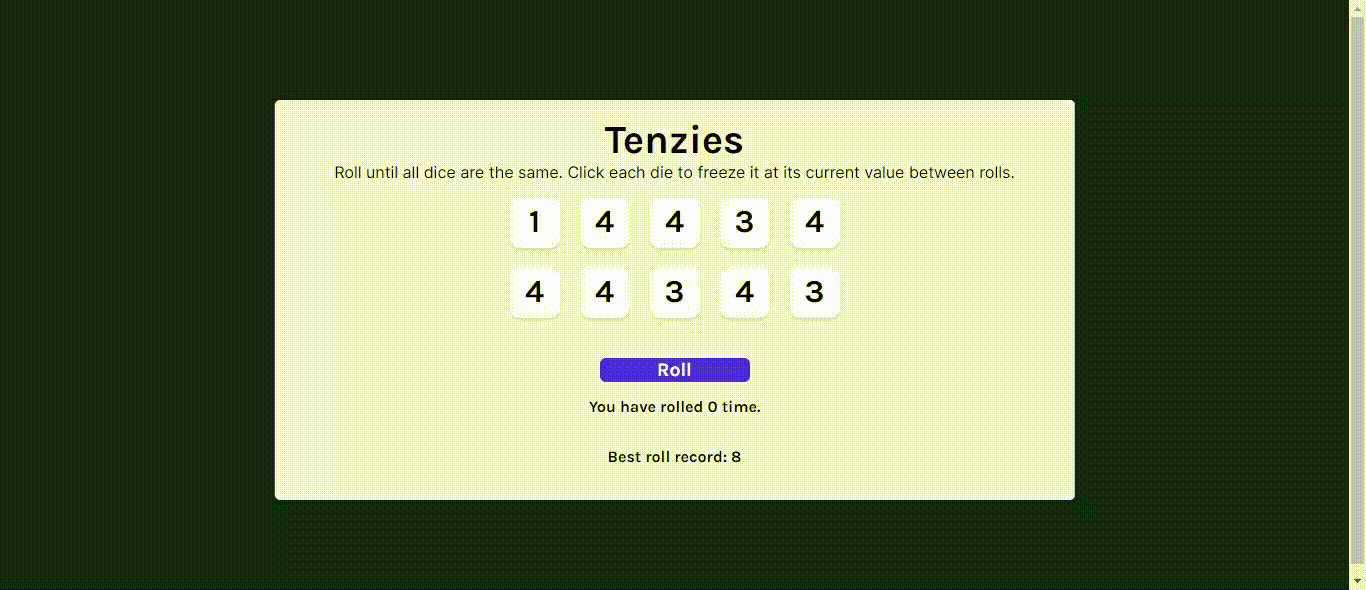 Tenzies
Roll until all dice are the same. Click each die to freeze it at its current value between rolls.
1 4 4 3 4
4 4 3 4 3
Roll
You have rolled 0 time.
Best roll record: 8